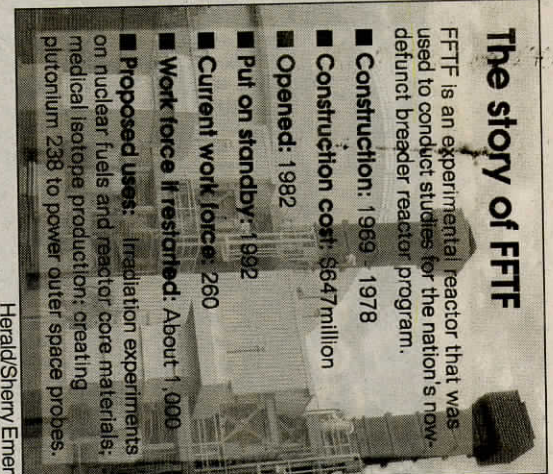 The story of FFTF
FFTF is an experimental reactor that was
used to conduct studies for the nation's now-
defunct breader reactor program.
■ Construction: 1969 - 1978
■ Construction cost: $647million
■ Opened: 1982
■ Put on standby: 1992
■ Current work force: 260
■ Work force if restarted: About 1,000
■ Proposed uses: Irradiation experiments
on nuclear fuels and reactor core materials;
medical isotope production; creating
plutonium 238 to power outer space probes.
Herald/Sherry Emer